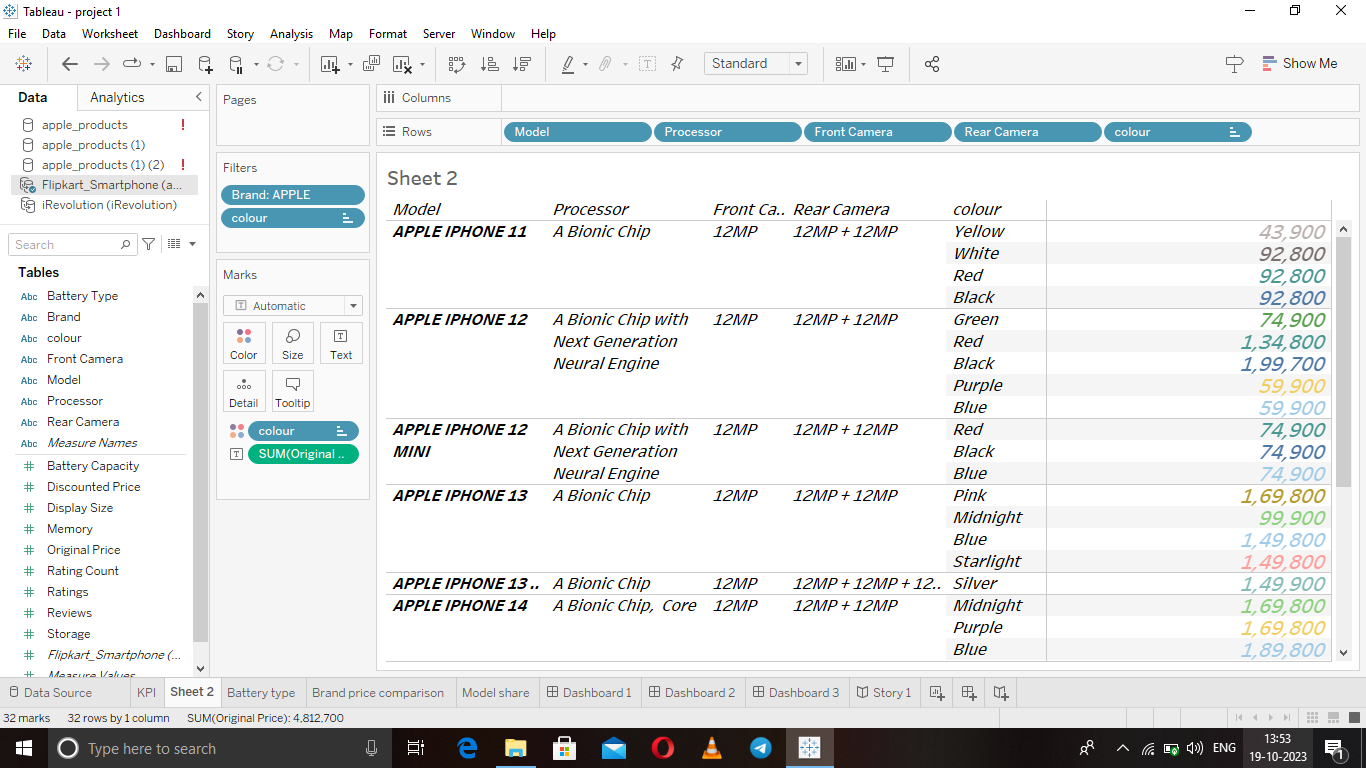 Tableau - project 1
File Data Worksheet Dashboard Story Analysis Map Format Server Window Help
Standard
Show Me
Data Analytics
apple_products !
apple_products (1)
apple_products (1) (2) !
Flipkart_Smartphone (a...
iRevolution (iRevolution)
Search
Tables
Abc Battery Type
Abc Brand
Abc colour
Abc Front Camera
Abc Model
Abc Processor
Abc Rear Camera
Abc Measure Names
# Battery Capacity
# Discounted Price
# Display Size
# Memory
# Original Price
# Rating Count
# Ratings
# Reviews
# Storage
# Flipkart_Smartphone (...
# Measure Values
Pages
Filters
Brand: APPLE
colour
Marks
T Automatic
Color Size Text
Detail Tooltip
colour
T SUM(Original ..
Columns
Rows Model Processor Front Camera Rear Camera colour
Sheet 2
Model Processor Front Ca.. Rear Camera colour
APPLE IPHONE 11 A Bionic Chip 12MP 12MP + 12MP Yellow 43,900
White 92,800
Red 92,800
Black 92,800
APPLE IPHONE 12 A Bionic Chip with 12MP 12MP + 12MP Green 74,900
Next Generation Red 1,34,800
Neural Engine Black 1,99,700
Purple 59,900
Blue 59,900
APPLE IPHONE 12 A Bionic Chip with 12MP 12MP + 12MP Red 74,900
MINI Next Generation Black 74,900
Neural Engine Blue 74,900
APPLE IPHONE 13 A Bionic Chip 12MP 12MP + 12MP Pink 1,69,800
Midnight 99,900
Blue 1,49,800
Starlight 1,49,800
APPLE IPHONE 13 .. A Bionic Chip 12MP 12MP + 12MP + 12.. Silver 1,49,900
APPLE IPHONE 14 A Bionic Chip, Core 12MP 12MP + 12MP Midnight 1,69,800
Purple 1,69,800
Blue 1,89,800
Data Source KPI Sheet 2 Battery type Brand price comparison Model share Dashboard 1 Dashboard 2 Dashboard 3 Story 1
32 marks 32 rows by 1 column SUM(Original Price): 4,812,700
Type here to search
ENG 13:53
19-10-2023
1